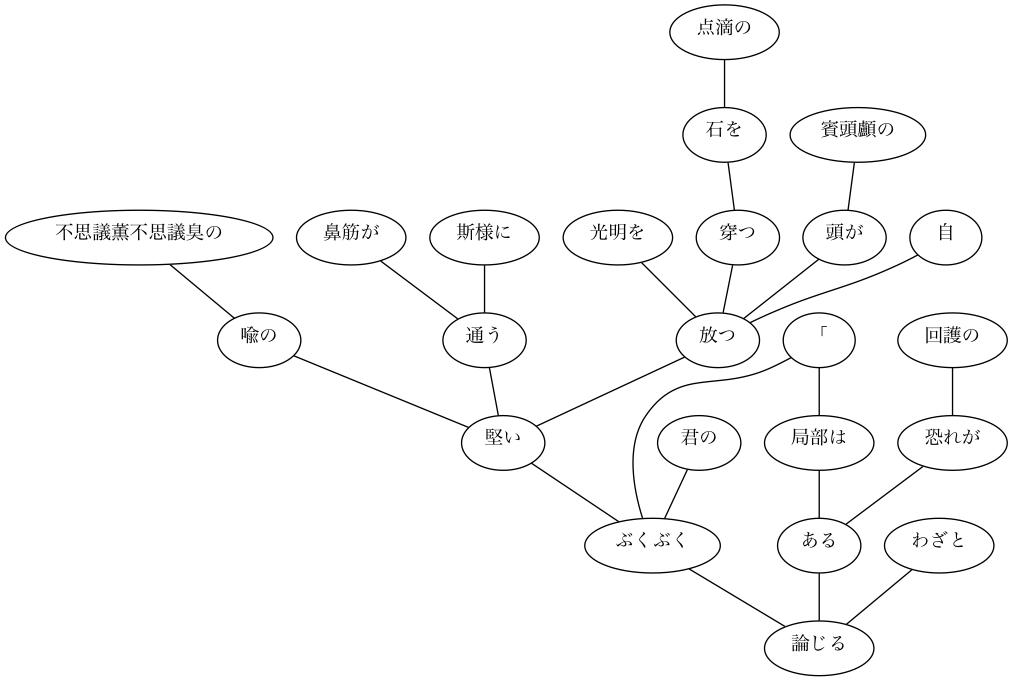 点滴の
石を
賓頭顱の
不思議薫不思議臭の
鼻筋が
斯様に
光明を
穿つ
頭が
自
喩の
通う
放つ
「
回護の
堅い
君の
局部は
恐れが
ぶくぶく
ある
わざと
論じる